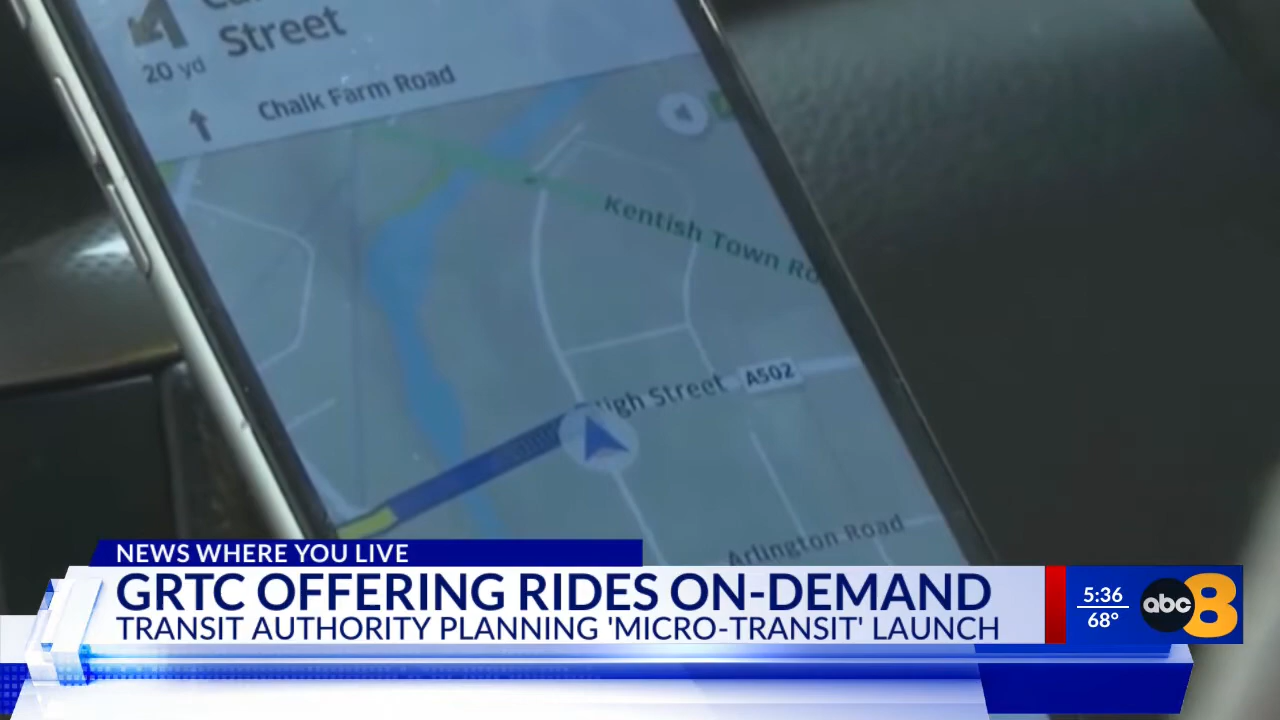 Street
20 yd
Chalk Farm Road
Kentish Town
High Street
A502
Arlington Road
NEWS WHERE YOU LIVE
GRTC OFFERING RIDES ON-DEMAND
TRANSIT AUTHORITY PLANNING 'MICRO-TRANSIT' LAUNCH
5:36
68°
abc 8